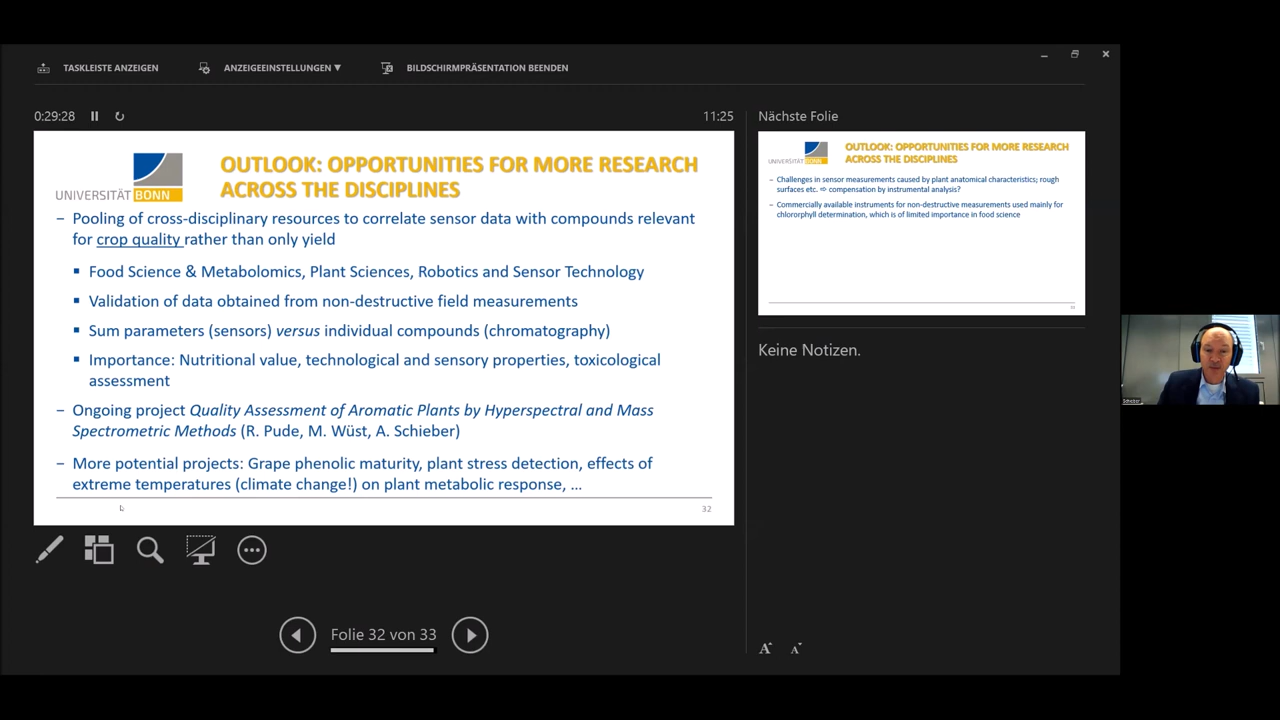 TASKLEISTE ANZEIGEN
ANZEIGEEINSTELLUNGEN ▼
BILDSCHIRMPRÄSENTATION BEENDEN
0:29:28
11:25
UNIVERSITÄT BONN
OUTLOOK: OPPORTUNITIES FOR MORE RESEARCH
ACROSS THE DISCIPLINES
− Pooling of cross-disciplinary resources to correlate sensor data with compounds relevant
for crop quality rather than only yield
▪ Food Science & Metabolomics, Plant Sciences, Robotics and Sensor Technology
▪ Validation of data obtained from non-destructive field measurements
▪ Sum parameters (sensors) versus individual compounds (chromatography)
▪ Importance: Nutritional value, technological and sensory properties, toxicological
assessment
− Ongoing project Quality Assessment of Aromatic Plants by Hyperspectral and Mass
Spectrometric Methods (R. Pude, M. Wüst, A. Schieber)
− More potential projects: Grape phenolic maturity, plant stress detection, effects of
extreme temperatures (climate change!) on plant metabolic response, …
32
Folie 32 von 33
Nächste Folie
UNIVERSITÄT BONN
OUTLOOK: OPPORTUNITIES FOR MORE RESEARCH
ACROSS THE DISCIPLINES
− Challenges in sensor measurements caused by plant anatomical characteristics; rough
surfaces etc. ⇨ compensation by instrumental analysis?
− Commercially available instruments for non-destructive measurements used mainly for
chlorophyll determination, which is of limited importance in food science
33
Keine Notizen.
A A
Schieber